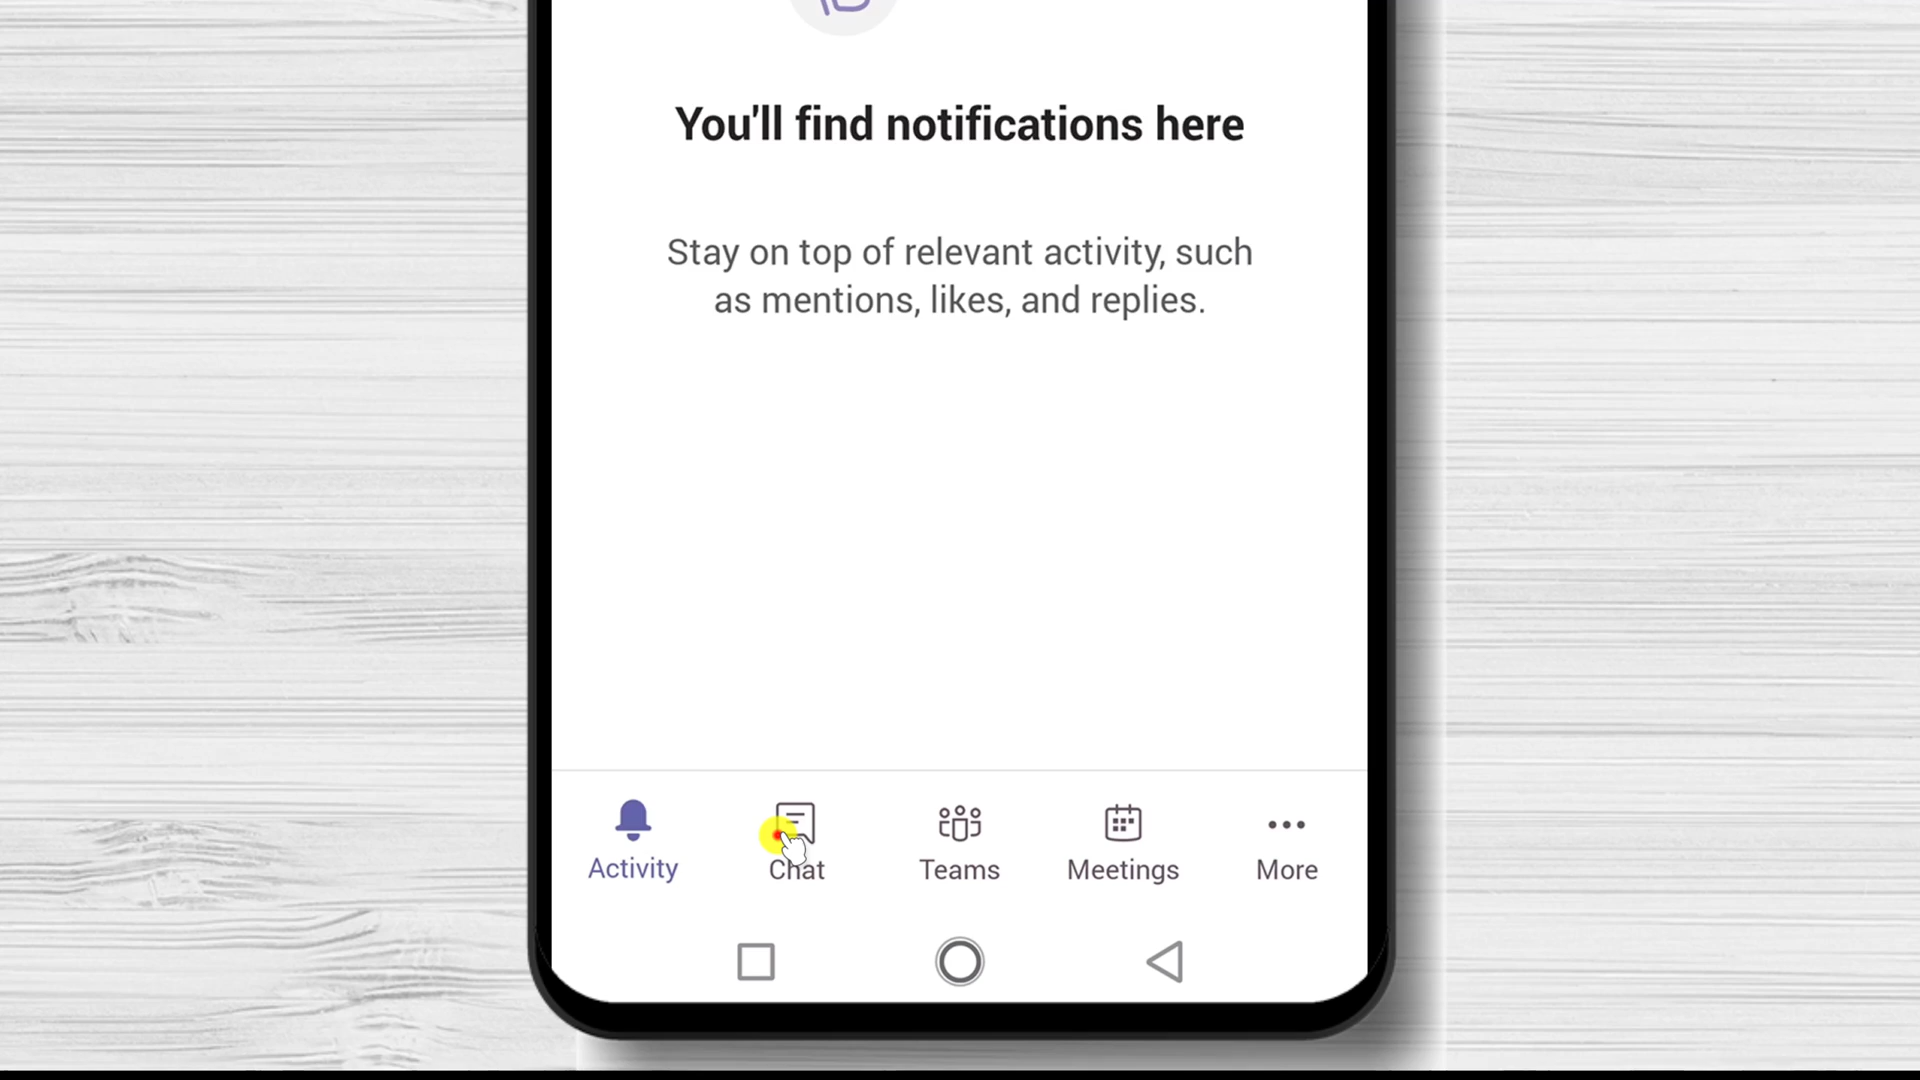 You'll find notifications here
Stay on top of relevant activity, such
as mentions, likes, and replies.
Activity
Chat
Teams
Meetings
More